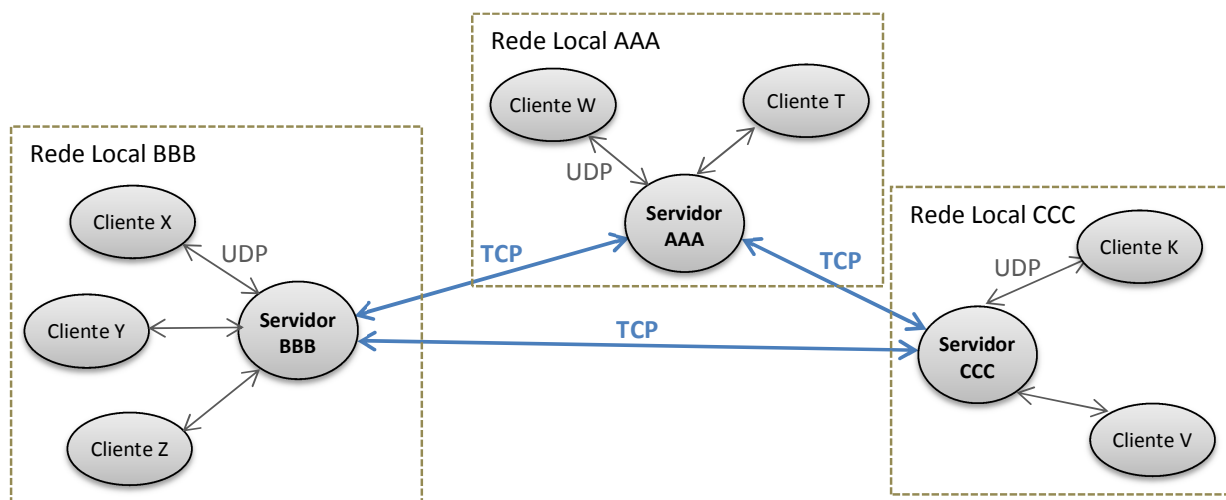 Rede Local AAA
Cliente W
Cliente T
UDP
Servidor
AAA
Rede Local BBB
Cliente X
UDP
Cliente Y
Servidor
BBB
Cliente Z
TCP
TCP
TCP
Rede Local CCC
Cliente K
UDP
Servidor
CCC
Cliente V